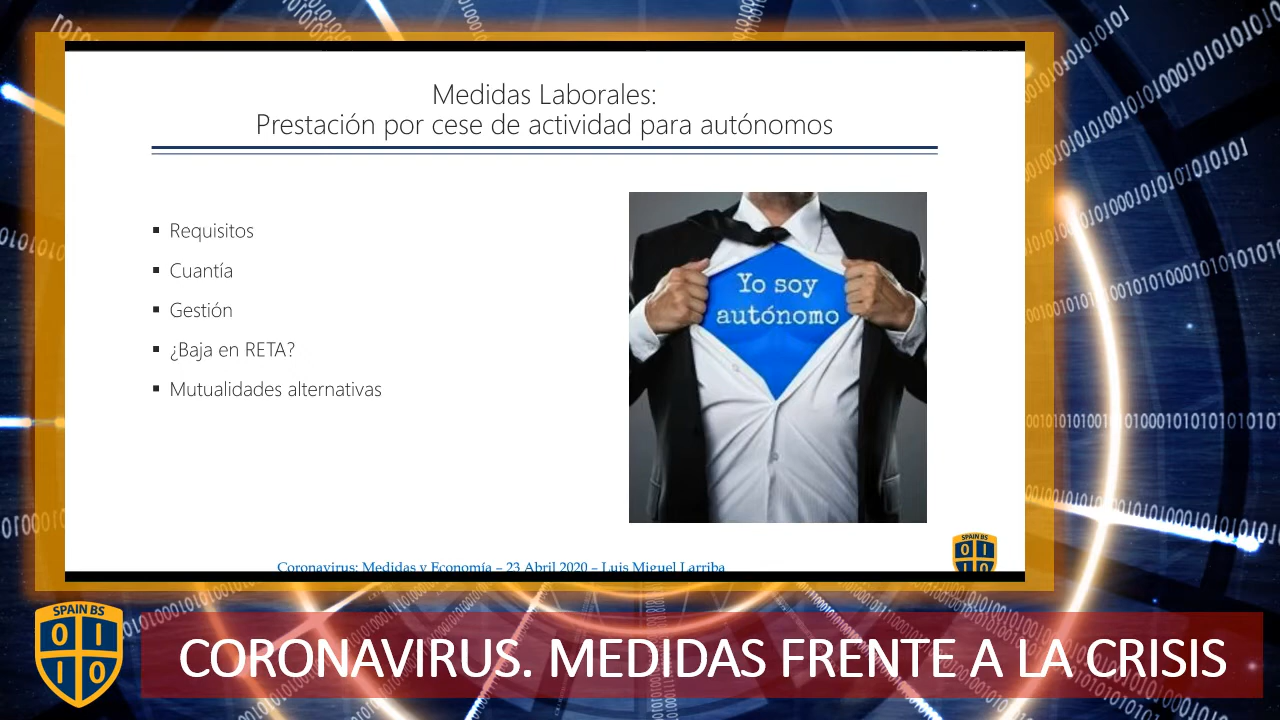 Medidas Laborales:
Prestación por cese de actividad para autónomos
Requisitos
Cuantía
Gestión
¿Baja en RETA?
Mutualidades alternativas
Yo soy
autónomo
SPAIN BS
O I
I O
Coronavirus: Medidas y Economía – 23 Abril 2020 – Luis Miguel Larriba
SPAIN BS
O I
I O
CORONAVIRUS. MEDIDAS FRENTE A LA CRISIS